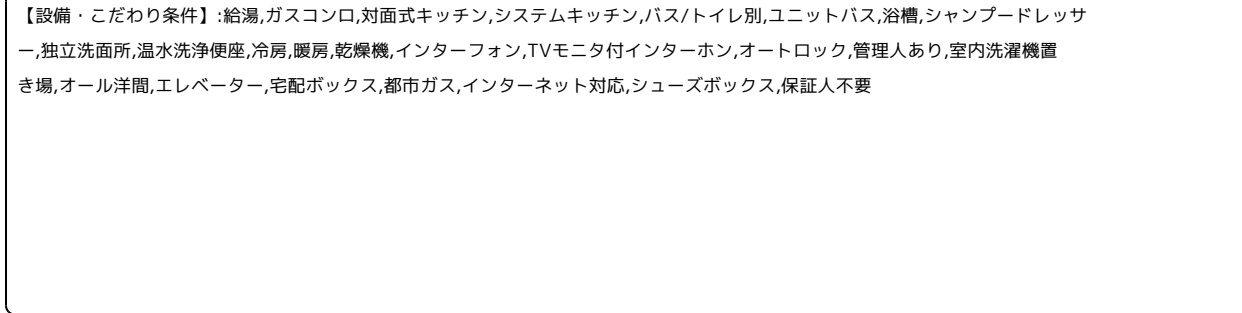 【設備・こだわり条件】:給湯,ガスコンロ,対面式キッチン,システムキッチン,バス/トイレ別,ユニットバス,浴槽,シャンプードレッサ
ー,独立洗面所,温水洗浄便座,冷房,暖房,乾燥機,インターフォン,TVモニタ付インターホン,オートロック,管理人あり,室内洗濯機置
き場,オール洋間,エレベーター,宅配ボックス,都市ガス,インターネット対応,シューズボックス,保証人不要